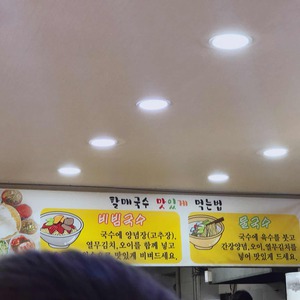 칼매국수 맛있게 먹는법
비빔국수
국수에 양념장(고추장),
열무김치,오이를 함께 넣고
맛있게 비벼드세요.
물국수
국수에 육수를 붓고
간장양념,오이,열무김치를
넣어 맛있게 드세요.